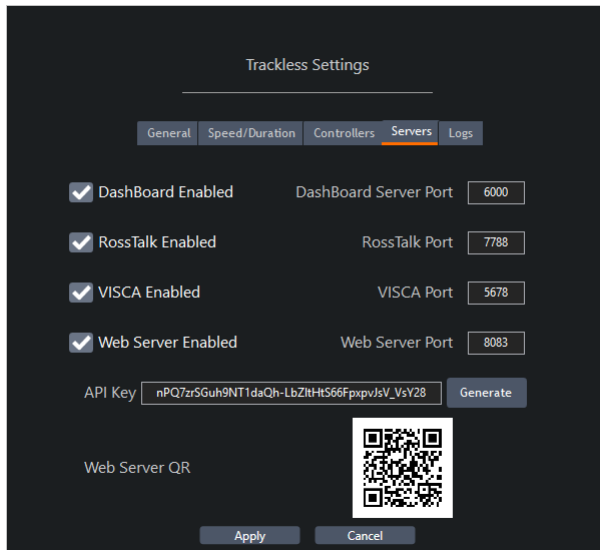 Trackless Settings
General Speed/Duration Controllers Servers Logs
DashBoard Enabled DashBoard Server Port 6000
RossTalk Enabled RossTalk Port 7788
VISCA Enabled VISCA Port 5678
Web Server Enabled Web Server Port 8083
API Key nPQ7zrSGuh9NT1daQh-LbZltHtS66FpxpvJsV_VsY28 Generate
Web Server QR
Apply Cancel